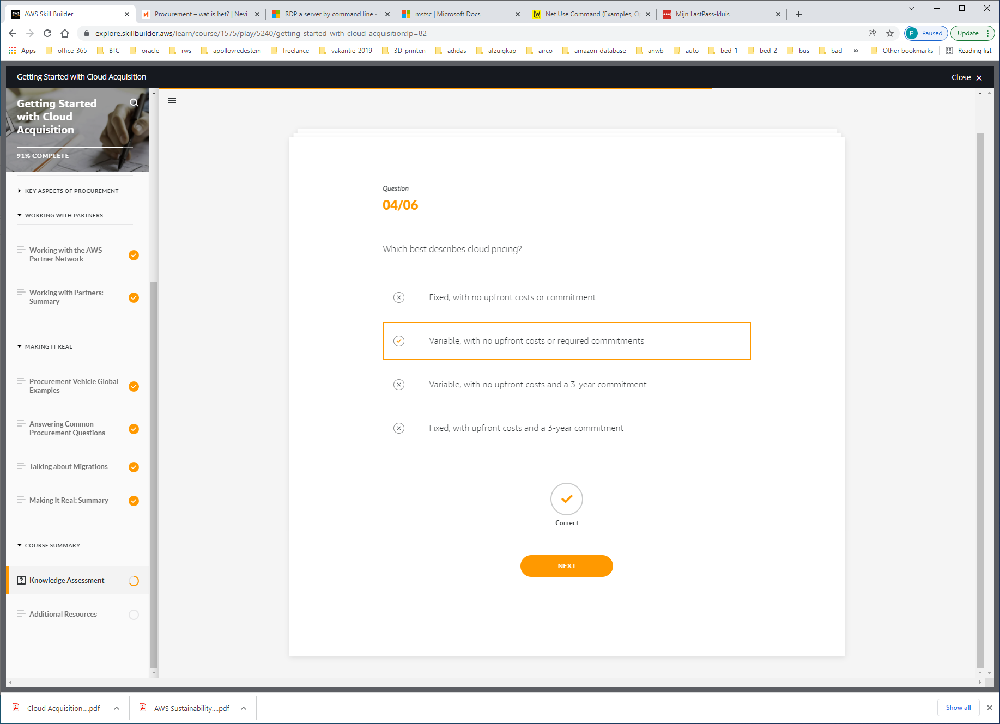 AWS Skill Builder
Procurement – wat is het? | Nevi
RDP a server by command line -
mstsc | Microsoft Docs
Net Use Command (Examples, O
Mijn LastPass-kluis
explore.skillbuilder.aws/learn/course/1575/play/5240/getting-started-with-cloud-acquisition;lp=82
P Paused
Update
Apps office-365 BTC oracle rws apollovredestein freelance vakantie-2019 3D-printen adidas afzuigkap airco amazon-database anwb auto bed-1 bed-2 bus bad » Other bookmarks Reading list
Getting Started with Cloud Acquisition
Close
Getting Started
with Cloud
Acquisition
91% COMPLETE
KEY ASPECTS OF PROCUREMENT
WORKING WITH PARTNERS
Working with the AWS
Partner Network
Working with Partners:
Summary
MAKING IT REAL
Procurement Vehicle Global
Examples
Answering Common
Procurement Questions
Talking about Migrations
Making It Real: Summary
COURSE SUMMARY
Knowledge Assessment
Additional Resources
Question
04/06
Which best describes cloud pricing?
Fixed, with no upfront costs or commitment
Variable, with no upfront costs or required commitments
Variable, with no upfront costs and a 3-year commitment
Fixed, with upfront costs and a 3-year commitment
Correct
NEXT
Cloud Acquisition....pdf
AWS Sustainability....pdf
Show all